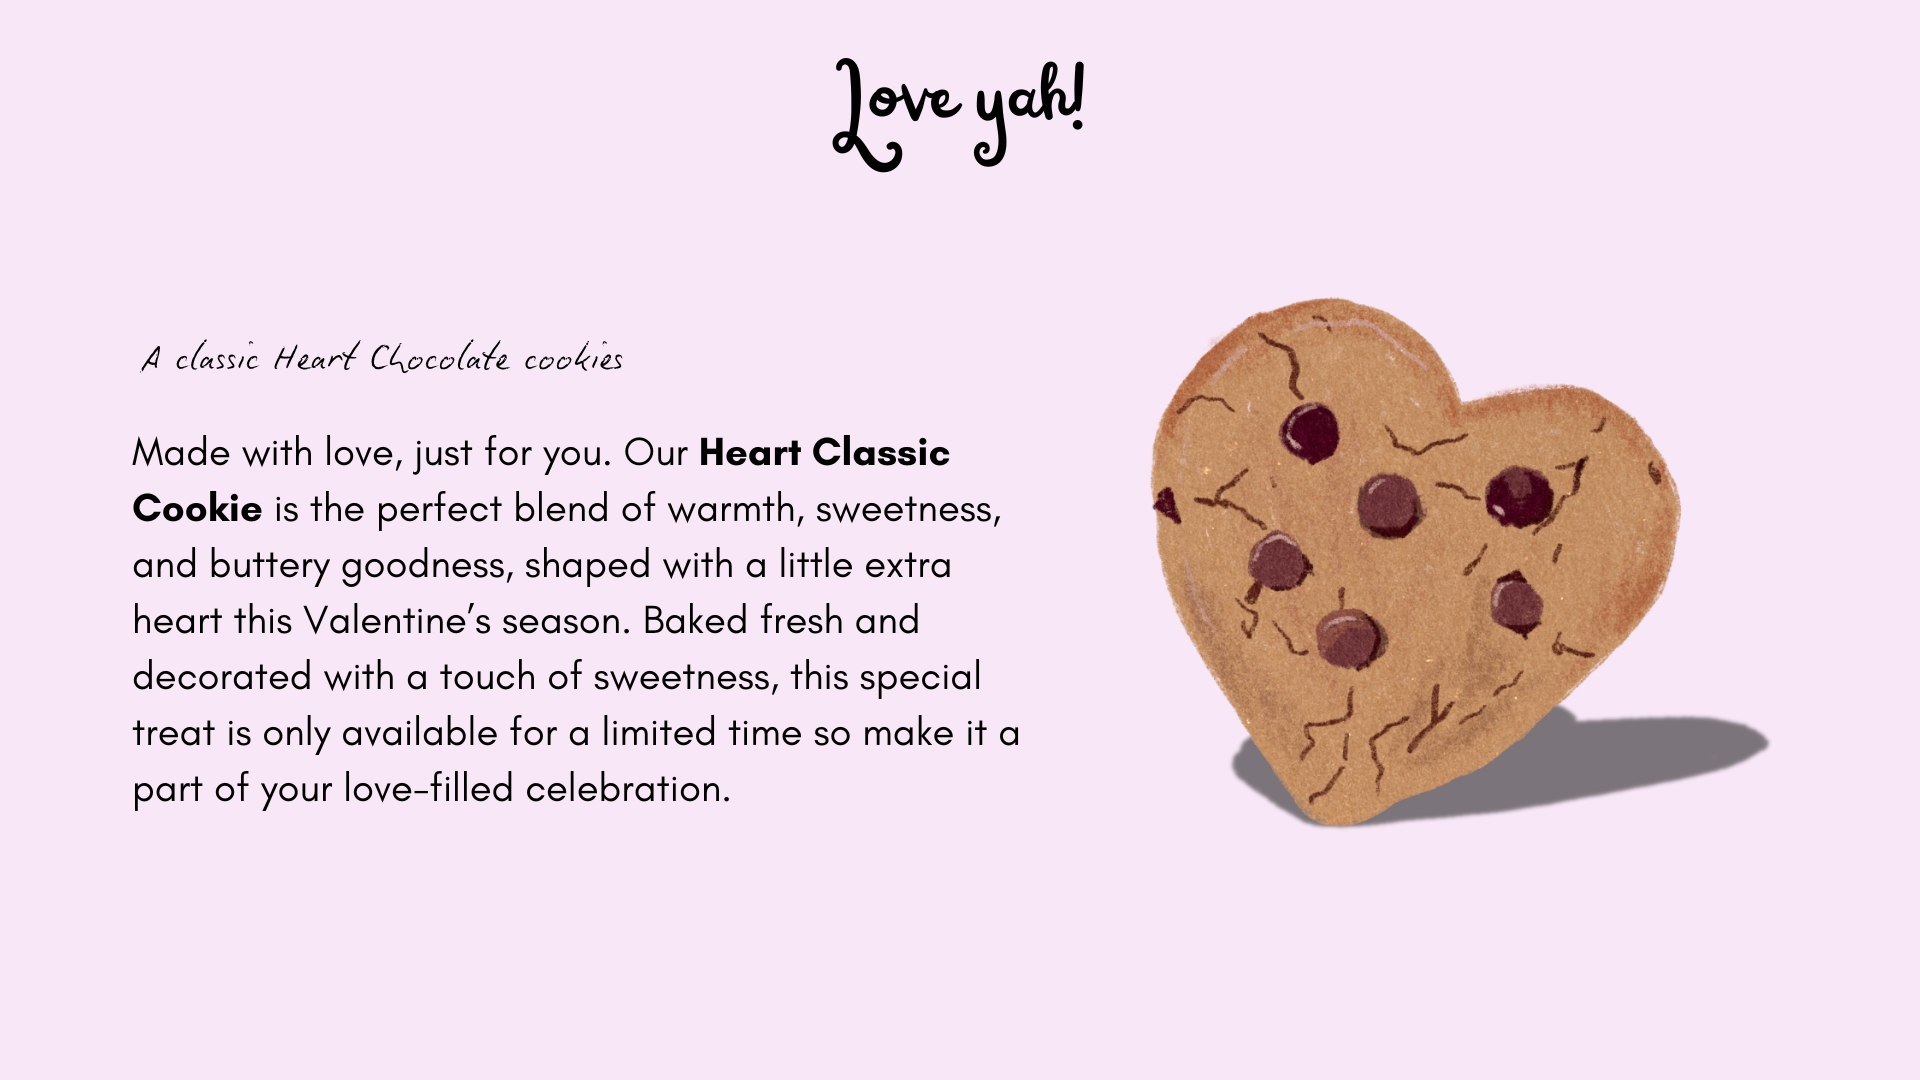 Love yah!
A classic Heart Chocolate cookies
Made with love, just for you. Our Heart Classic
Cookie is the perfect blend of warmth, sweetness,
and buttery goodness, shaped with a little extra
heart this Valentine’s season. Baked fresh and
decorated with a touch of sweetness, this special
treat is only available for a limited time so make it a
part of your love-filled celebration.